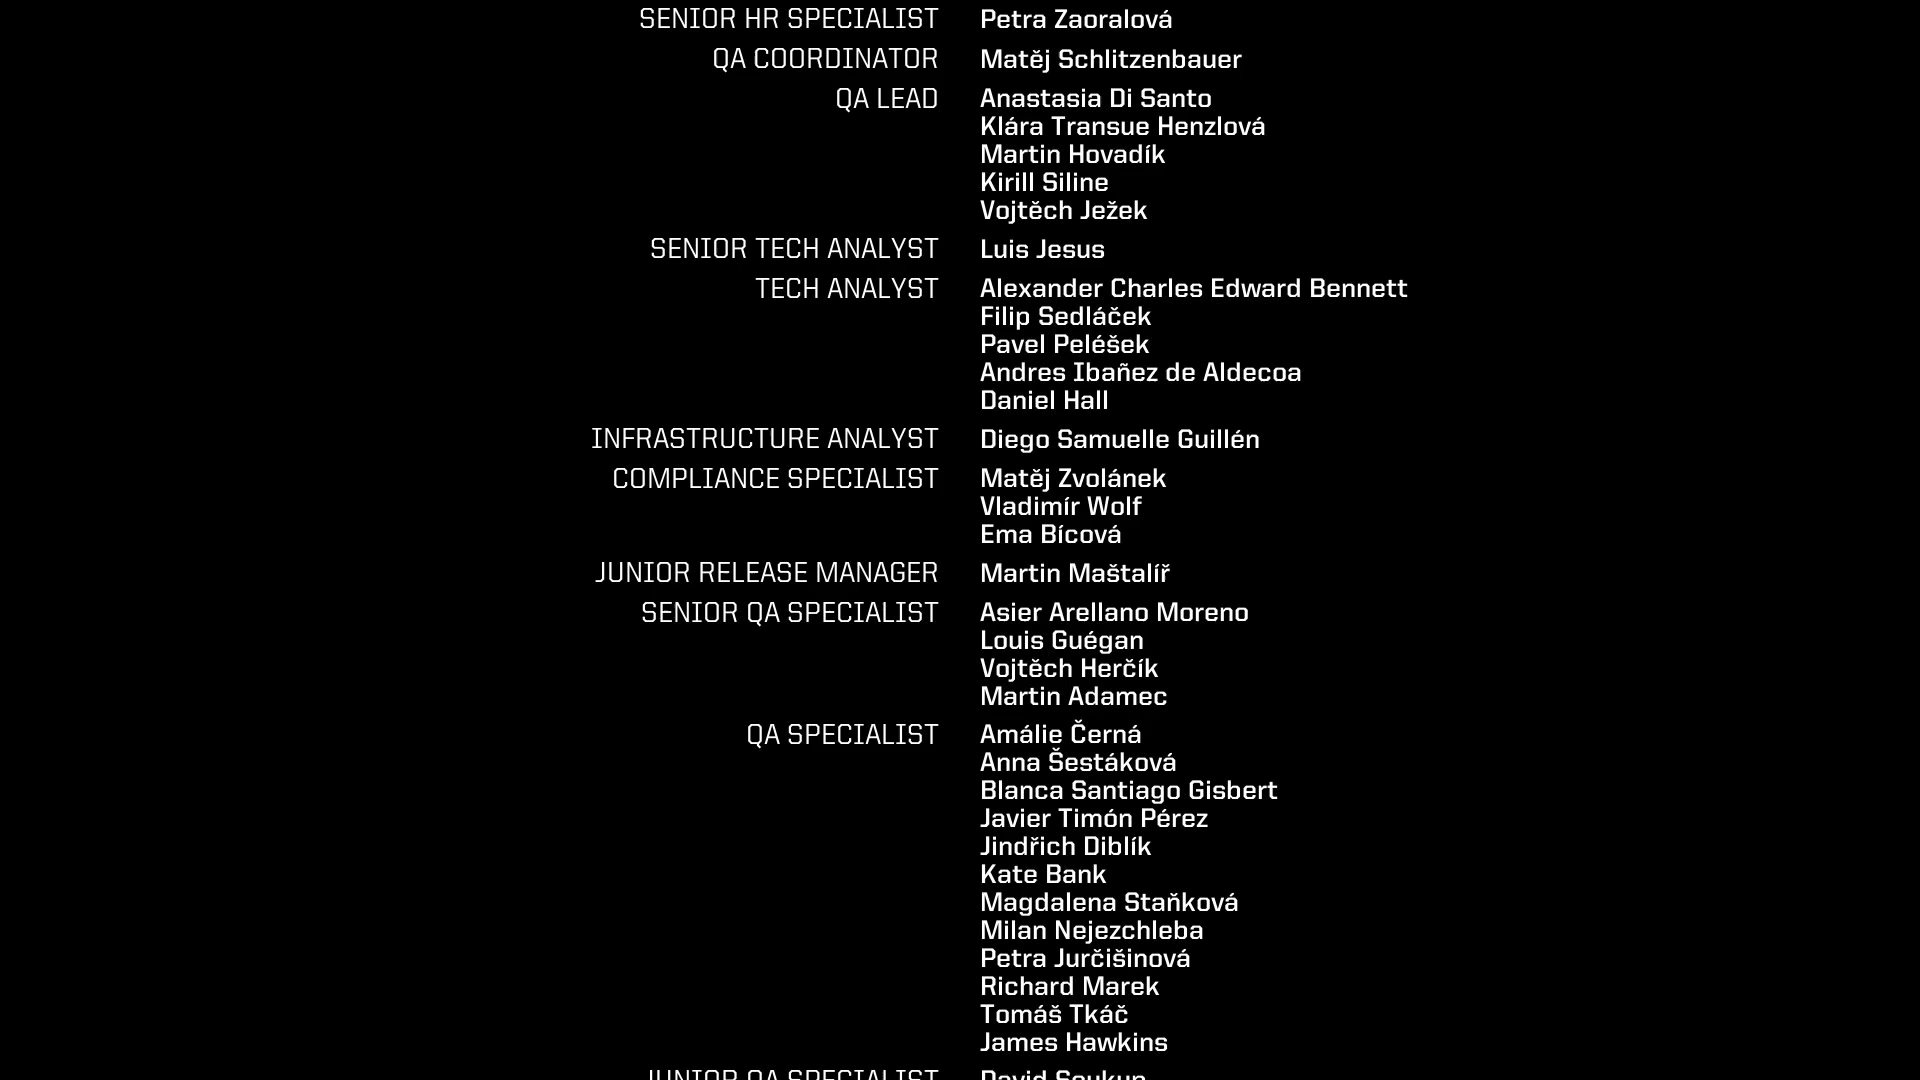 SENIOR HR SPECIALIST Petra Zaoralová
QA COORDINATOR Matěj Schlitzenbauer
QA LEAD Anastasia Di Santo
Klára Transue Henzlová
Martin Hovadík
Kirill Siline
Vojtěch Ježek
SENIOR TECH ANALYST Luis Jesus
TECH ANALYST Alexander Charles Edward Bennett
Filip Sedláček
Pavel Peléšek
Andres Ibañez de Aldecoa
Daniel Hall
INFRASTRUCTURE ANALYST Diego Samuelle Guillén
COMPLIANCE SPECIALIST Matěj Zvolánek
Vladimír Wolf
Ema Bícová
JUNIOR RELEASE MANAGER Martin Maštalíř
SENIOR QA SPECIALIST Asier Arellano Moreno
Louis Guégan
Vojtěch Herčík
Martin Adamec
QA SPECIALIST Amálie Černá
Anna Šestáková
Blanca Santiago Gisbert
Javier Timón Pérez
Jindřich Diblík
Kate Bank
Magdalena Staňková
Milan Nejezchleba
Petra Jurčišinová
Richard Marek
Tomáš Tkáč
James Hawkins
JUNIOR QA SPECIALIST David Soukup